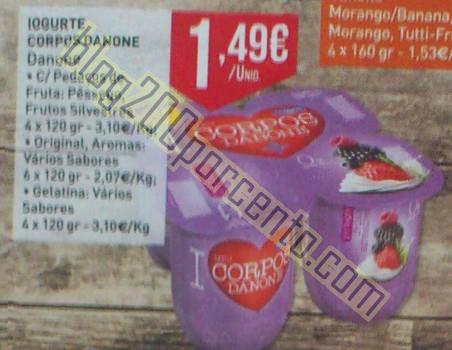 IOGURTE
CORPOS DANONE
Danone
• C/ Pedaços de
Fruta: Pêssego,
Frutos Silvestres
4 x 120 gr - 3,10€/Kg;
• Original, Aromas:
Vários Sabores
6 x 120 gr - 2,07€/Kg;
• Gelatina: Vários
Sabores
4 x 120 gr - 3,10€/Kg
1,49€
/UNID.
Morango/Banana,
Morango, Tutti-Fr
4 x 160 gr - 1,53€/
CORPOS
DANONE
I
CORPOS
DANONE
blog200porcento.com